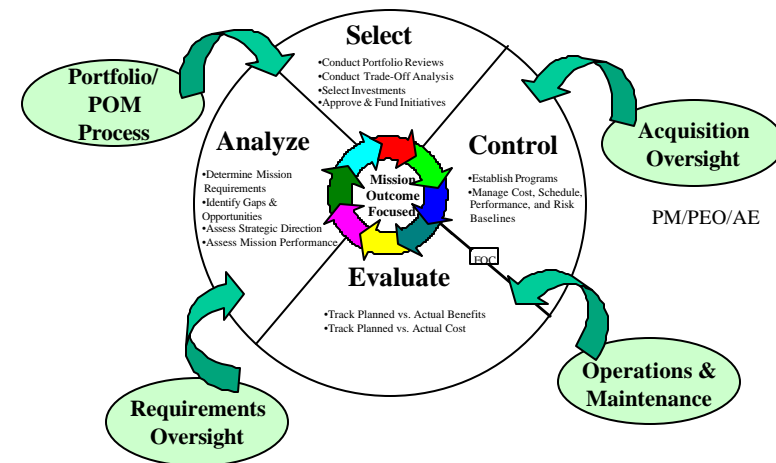 Select
•Conduct Portfolio Reviews
•Conduct Trade-Off Analysis
•Select Investments
•Approve & Fund Initiatives
Portfolio/
POM
Process
Analyze
•Determine Mission
Requirements
•Identify Gaps &
Opportunities
•Assess Strategic Direction
•Assess Mission Performance
Mission
Outcome
Focused
Control
•Establish Programs
•Manage Cost, Schedule,
Performance, and Risk
Baselines
Acquisition
Oversight
PM/PEO/AE
FOC
Evaluate
•Track Planned vs. Actual Benefits
•Track Planned vs. Actual Cost
Operations &
Maintenance
Requirements
Oversight